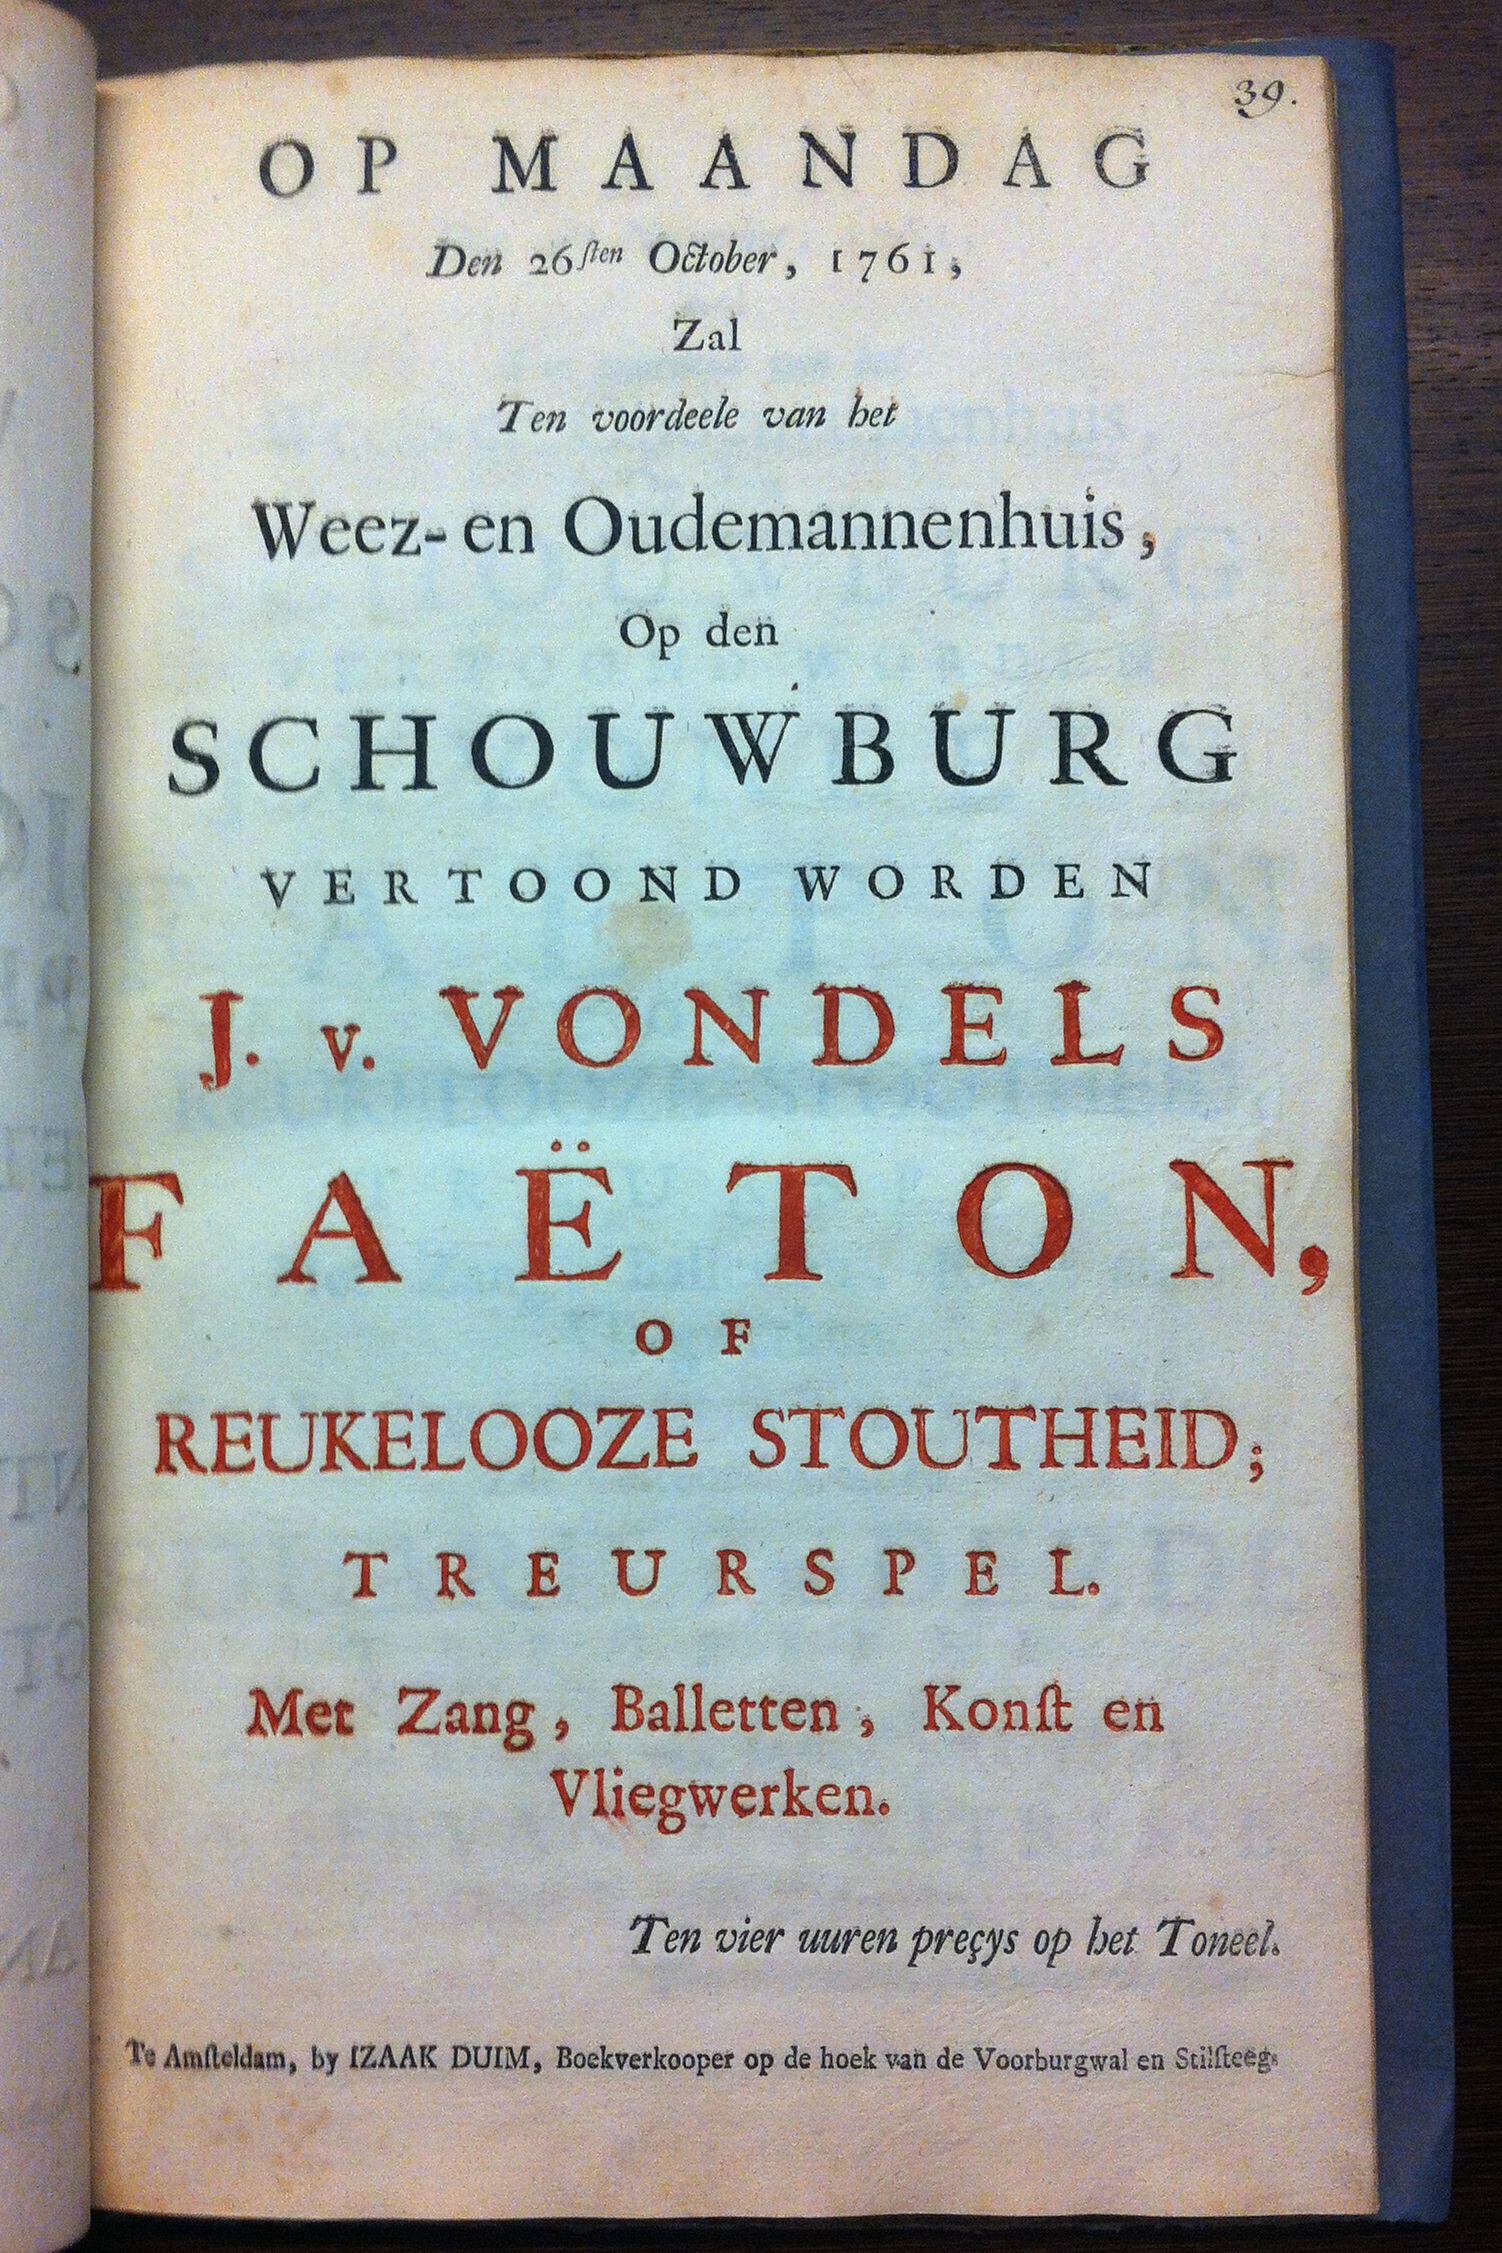 39.
OP MAANDAG
Den 26ſten October, 1761,
Zal
Ten voordeele van het
Weez- en Oudemannenhuis,
Op den
SCHOUWBURG
VERTOOND WORDEN
J. v. VONDELS
FAËTON,
OF
REUKELOOZE STOUTHEID;
TREURSPEL.
Met Zang, Balletten, Konſt en
Vliegwerken.
Ten vier uuren preçys op het Toneel.
Te Amſteldam, by IZAAK DUIM, Boekverkooper op de hoek van de Voorburgwal en Stilſteeg.